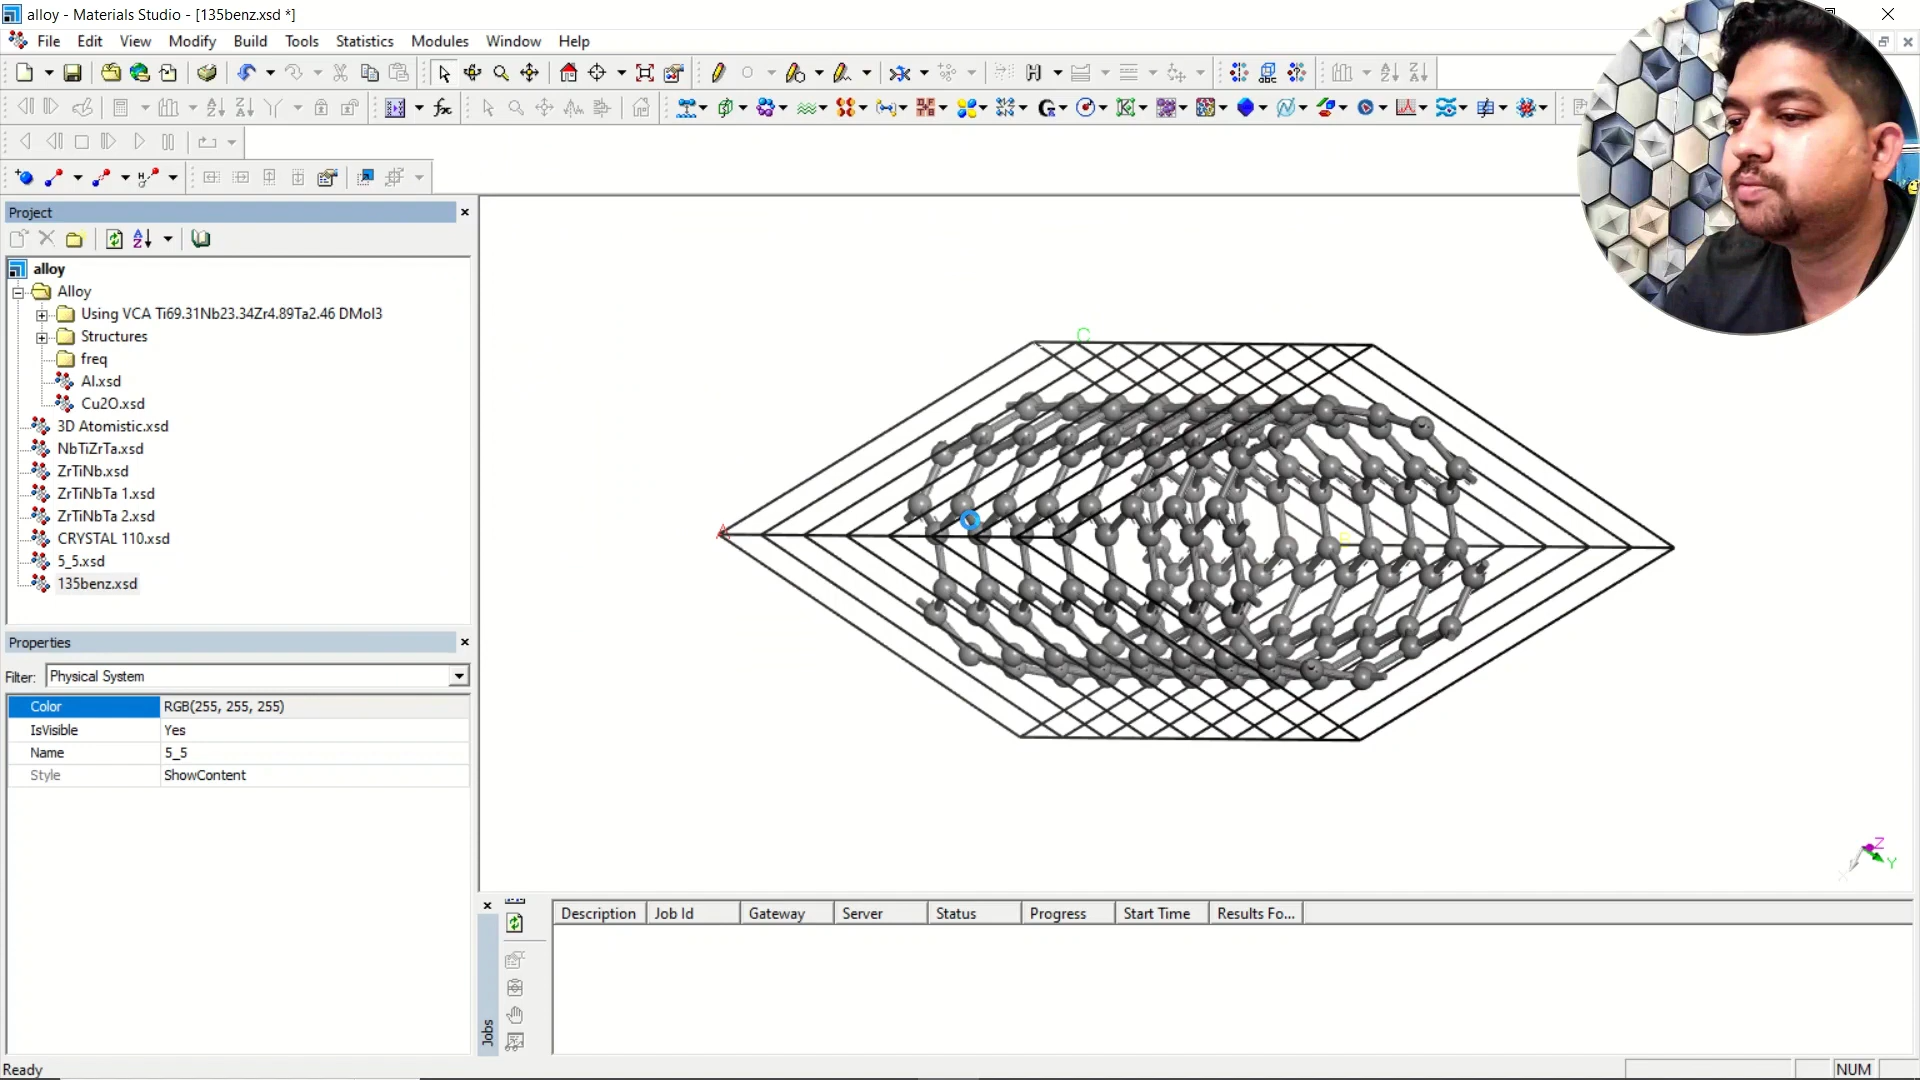 alloy - Materials Studio - [135benz.xsd *]
File Edit View Modify Build Tools Statistics Modules Window Help
Project
alloy
Alloy
Using VCA Ti69.31Nb23.34Zr4.89Ta2.46 DMol3
Structures
freq
Al.xsd
Cu2O.xsd
3D Atomistic.xsd
NbTiZrTa.xsd
ZrTiNb.xsd
ZrTiNbTa 1.xsd
ZrTiNbTa 2.xsd
CRYSTAL 110.xsd
5_5.xsd
135benz.xsd
Properties
Filter: Physical System
Color RGB(255, 255, 255)
IsVisible Yes
Name 5_5
Style ShowContent
C
A
B
Z
Y
X
Jobs
Description Job Id Gateway Server Status Progress Start Time Results Fo...
Ready
NUM